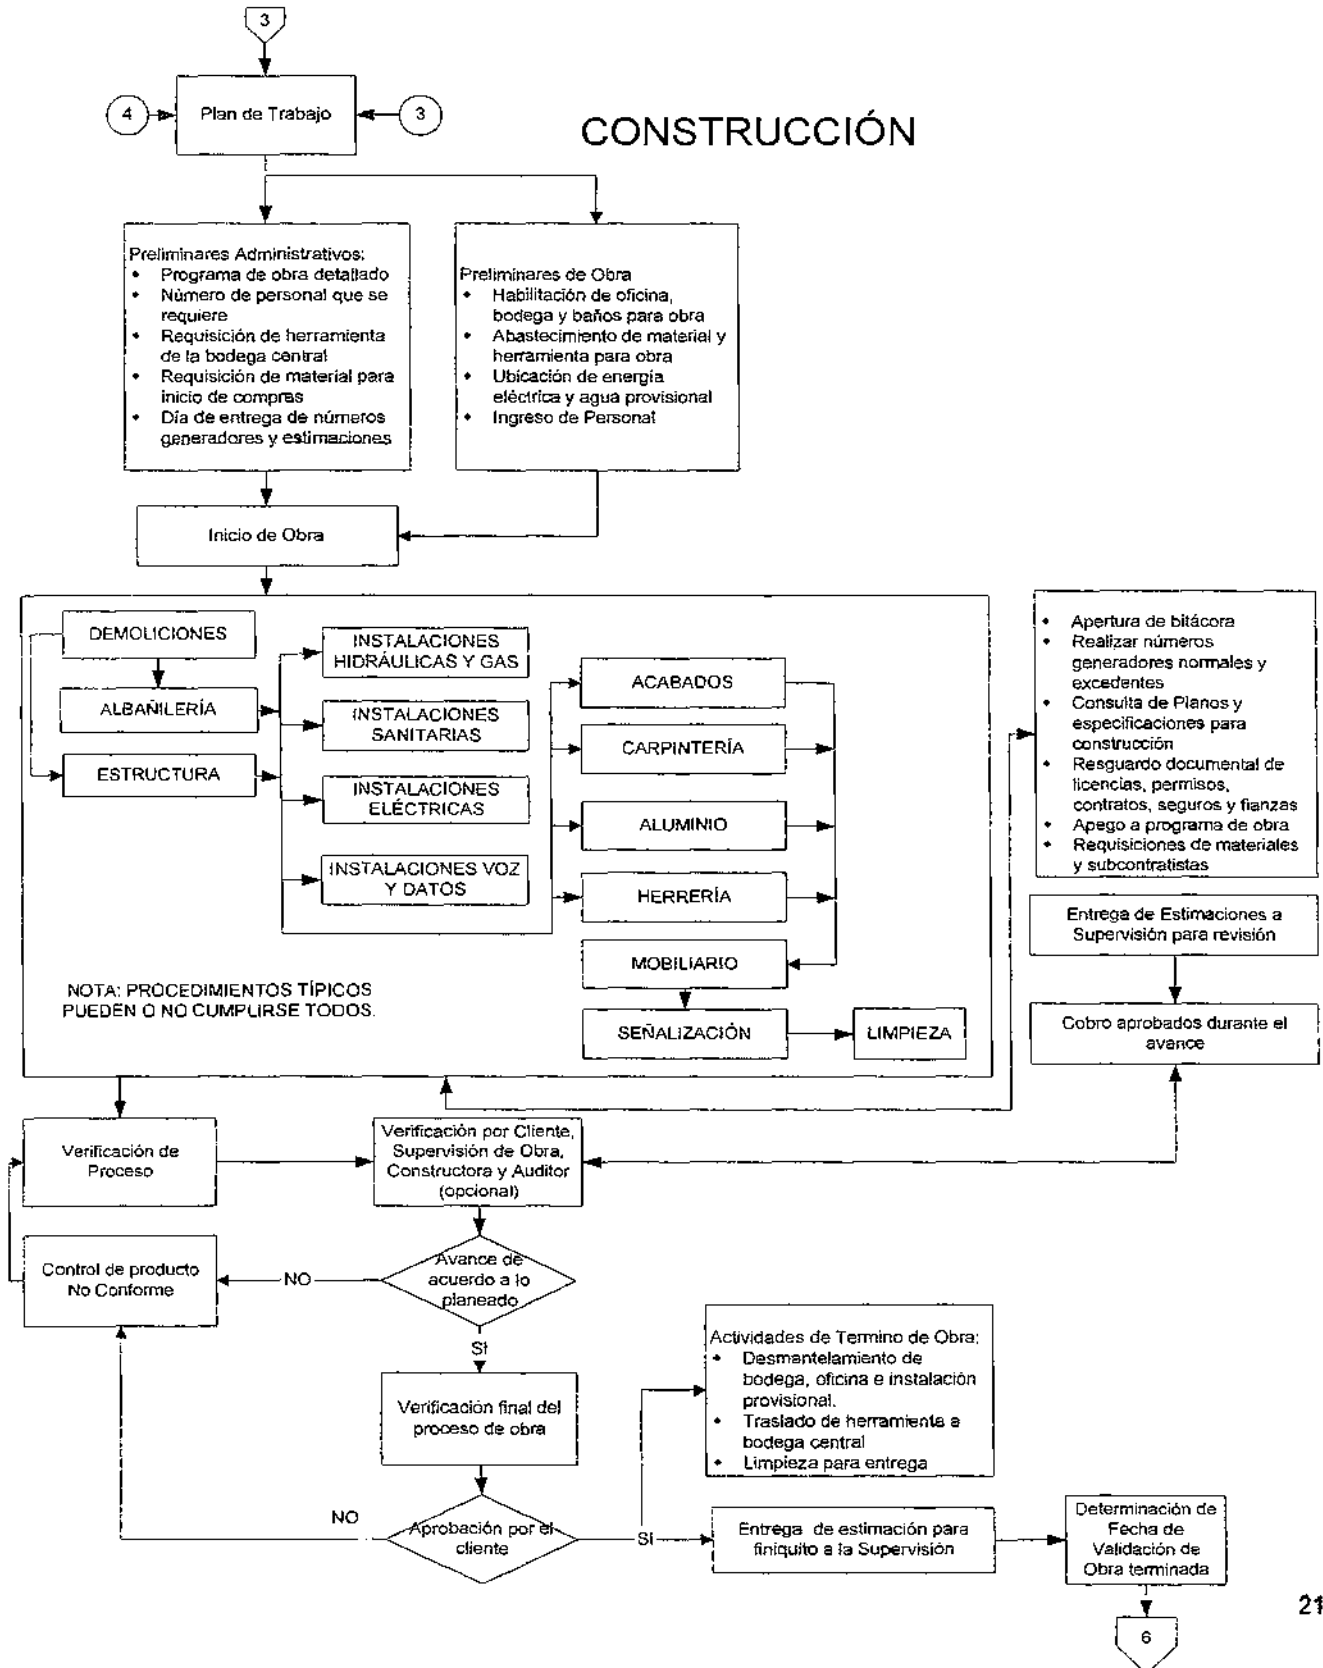 3
4
Plan de Trabajo
3
CONSTRUCCIÓN
Preliminares Administrativos:
• Programa de obra detallado
• Número de personal que se
requiere
• Requisición de herramienta
de la bodega central
• Requisición de material para
inicio de compras
• Día de entrega de números
generadores y estimaciones
Preliminares de Obra
• Habilitación de oficina,
bodega y baños para obra
• Abastecimiento de material y
herramienta para obra
• Ubicación de energía
eléctrica y agua provisional
• Ingreso de Personal
Inicio de Obra
DEMOLICIONES
ALBAÑILERÍA
ESTRUCTURA
INSTALACIONES
HIDRÁULICAS Y GAS
INSTALACIONES
SANITARIAS
INSTALACIONES
ELÉCTRICAS
INSTALACIONES VOZ
Y DATOS
ACABADOS
CARPINTERÍA
ALUMINIO
HERRERÍA
MOBILIARIO
SEÑALIZACIÓN
LIMPIEZA
NOTA: PROCEDIMIENTOS TÍPICOS
PUEDEN O NO CUMPLIRSE TODOS.
• Apertura de bitácora
• Realizar números
generadores normales y
excedentes
• Consulta de Planos y
especificaciones para
construcción
• Resguardo documental de
licencias, permisos,
contratos, seguros y fianzas
• Apego a programa de obra
• Requisiciones de materiales
y subcontratistas
Entrega de Estimaciones a
Supervisión para revisión
Cobro aprobados durante el
avance
Verificación de
Proceso
Verificación por Cliente,
Supervisión de Obra,
Constructora y Auditor
(opcional)
Control de producto
No Conforme
NO
Avance de
acuerdo a lo
planeado
SI
Verificación final del
proceso de obra
Actividades de Termino de Obra:
• Desmantelamiento de
bodega, oficina e instalación
provisional.
• Traslado de herramienta a
bodega central
• Limpieza para entrega
NO
Aprobación por el
cliente
SI
Entrega de estimación para
finiquito a la Supervisión
Determinación de
Fecha de
Validación de
Obra terminada
21
6